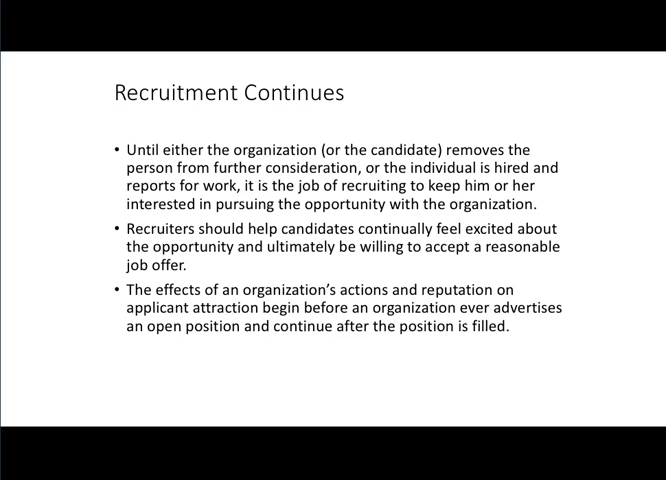 Recruitment Continues
• Until either the organization (or the candidate) removes the
person from further consideration, or the individual is hired and
reports for work, it is the job of recruiting to keep him or her
interested in pursuing the opportunity with the organization.
• Recruiters should help candidates continually feel excited about
the opportunity and ultimately be willing to accept a reasonable
job offer.
• The effects of an organization’s actions and reputation on
applicant attraction begin before an organization ever advertises
an open position and continue after the position is filled.